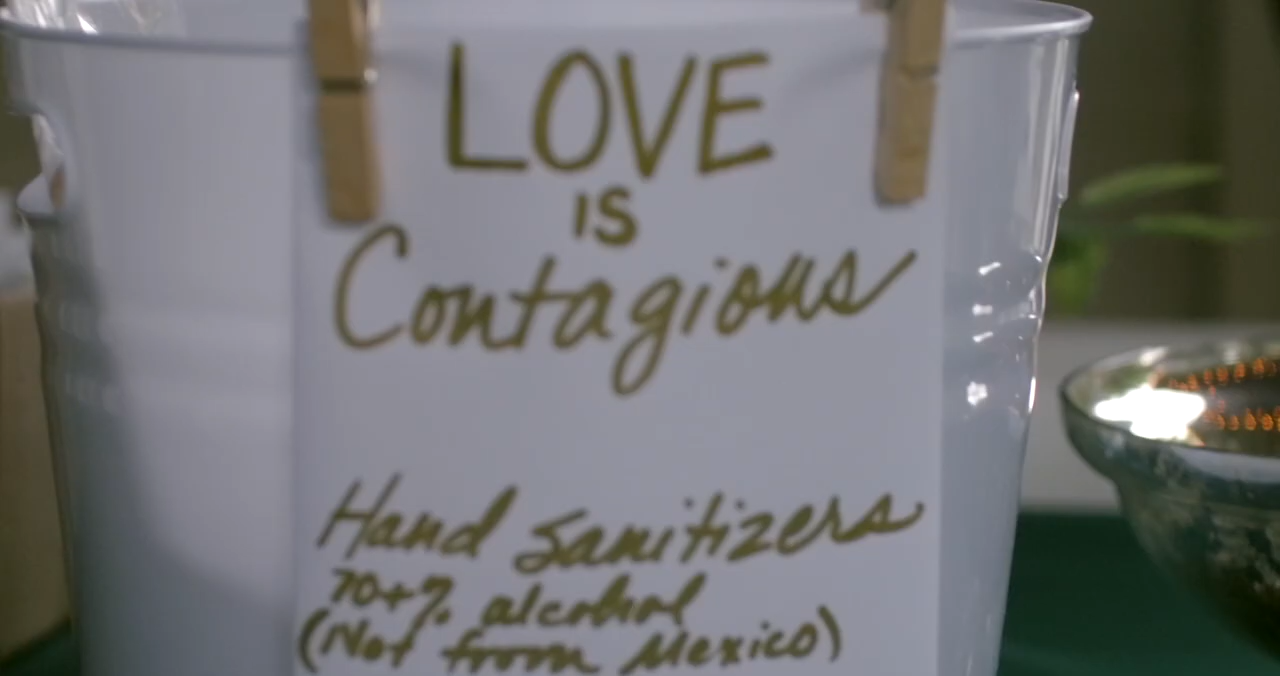 LOVE
IS
Contagious
Hand Sanitizers
70+% alcohol
(Not from Mexico)